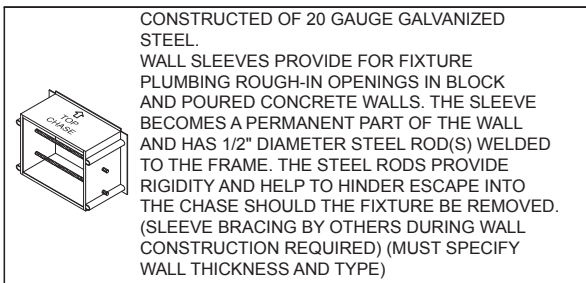 CONSTRUCTED OF 20 GAUGE GALVANIZED
STEEL.
WALL SLEEVES PROVIDE FOR FIXTURE
PLUMBING ROUGH-IN OPENINGS IN BLOCK
AND POURED CONCRETE WALLS. THE SLEEVE
BECOMES A PERMANENT PART OF THE WALL
AND HAS 1/2" DIAMETER STEEL ROD(S) WELDED
TO THE FRAME. THE STEEL RODS PROVIDE
RIGIDITY AND HELP TO HINDER ESCAPE INTO
THE CHASE SHOULD THE FIXTURE BE REMOVED.
(SLEEVE BRACING BY OTHERS DURING WALL
CONSTRUCTION REQUIRED) (MUST SPECIFY
WALL THICKNESS AND TYPE)
TOP
CHASE